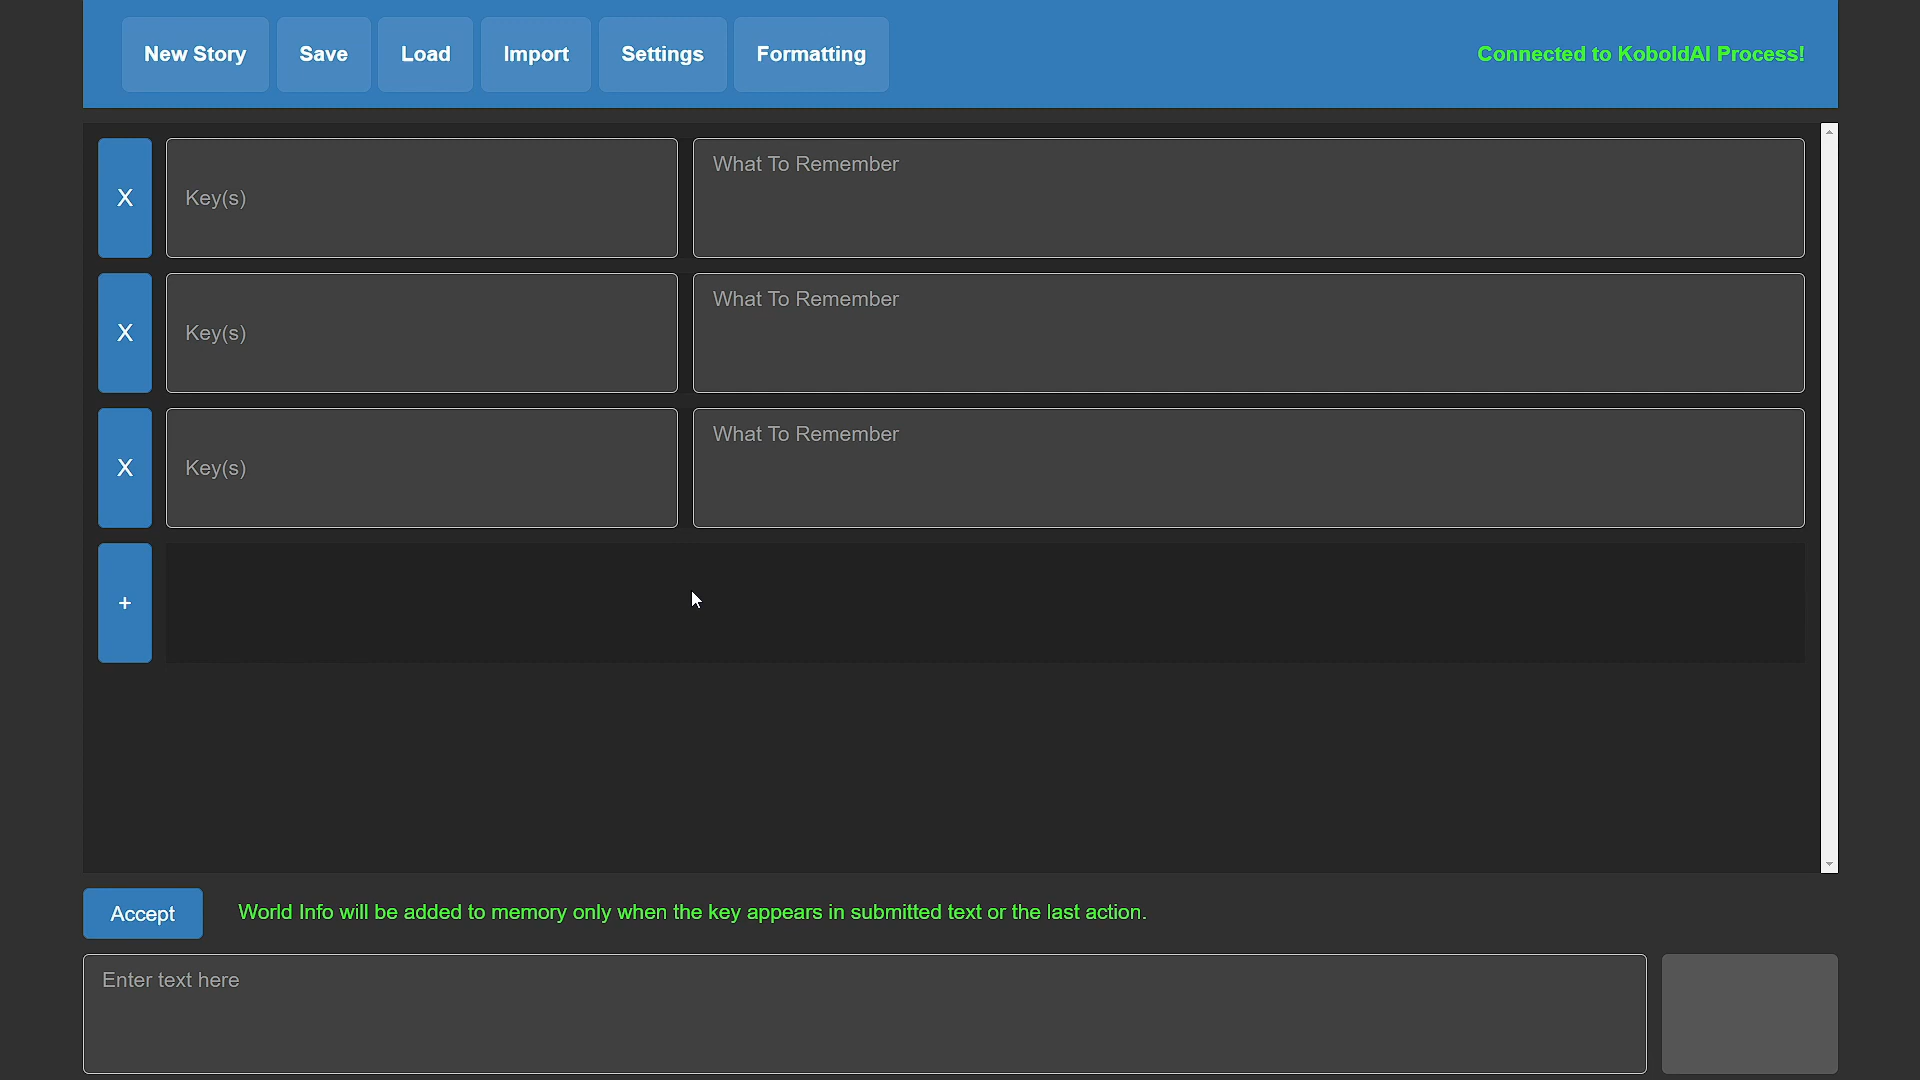 New Story Save Load Import Settings Formatting Connected to KoboldAI Process!
X Key(s) What To Remember
X Key(s) What To Remember
X Key(s) What To Remember
+
Accept World Info will be added to memory only when the key appears in submitted text or the last action.
Enter text here